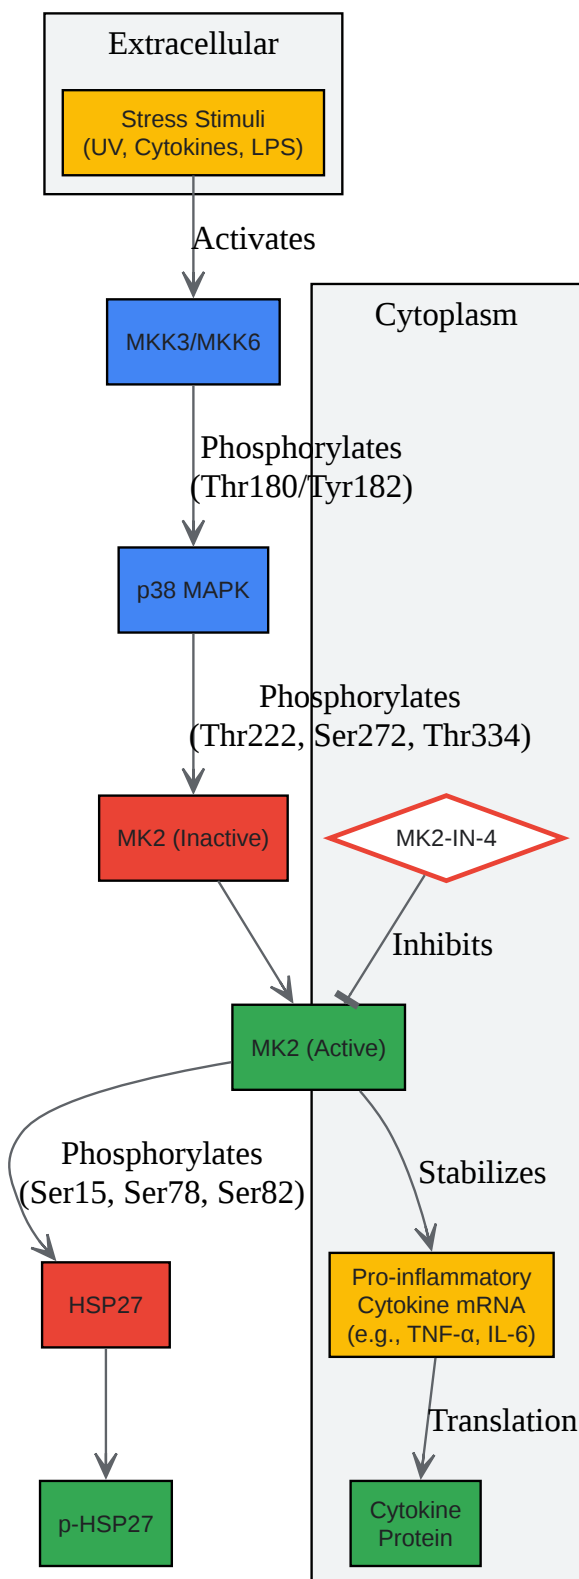 Extracellular
Stress Stimuli
(UV, Cytokines, LPS)
Activates
MKK3/MKK6
Cytoplasm
Phosphorylates
(Thr180/Tyr182)
p38 MAPK
Phosphorylates
(Thr222, Ser272, Thr334)
MK2 (Inactive)
MK2-IN-4
Inhibits
MK2 (Active)
Phosphorylates
(Ser15, Ser78, Ser82)
Stabilizes
HSP27
Pro-inflammatory
Cytokine mRNA
(e.g., TNF-α, IL-6)
Translation
p-HSP27
Cytokine
Protein